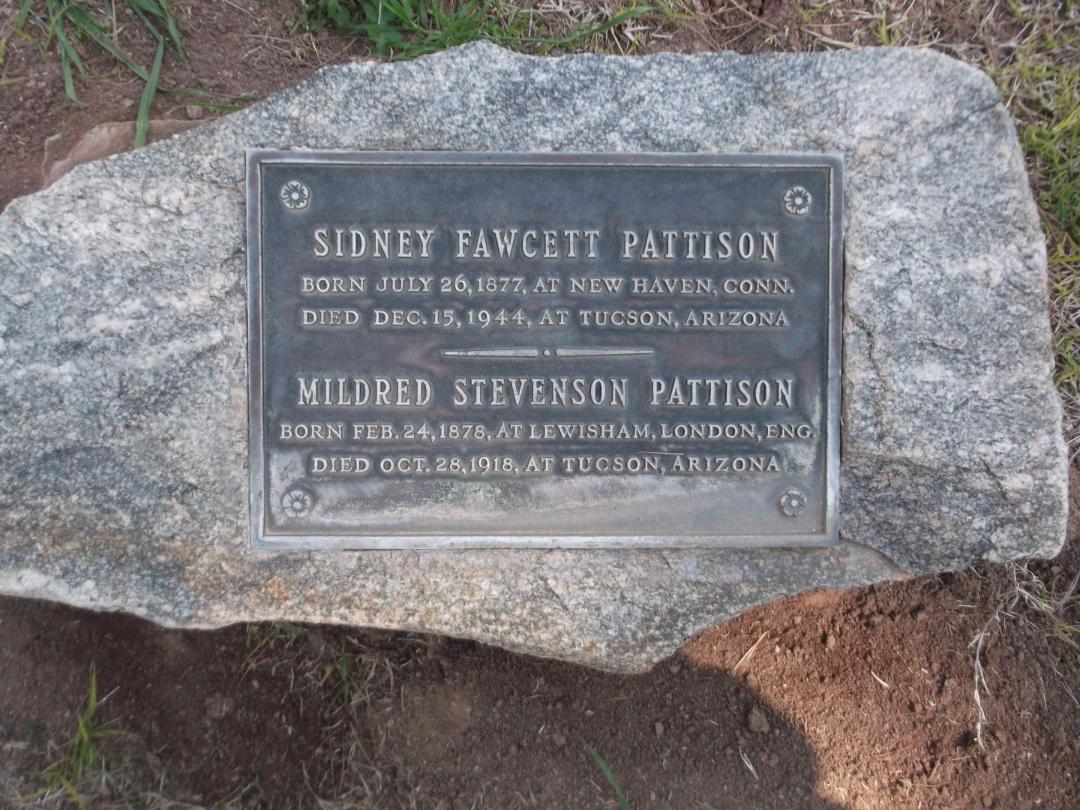 SIDNEY FAWCETT PATTISON
BORN JULY 26, 1877, AT NEW HAVEN, CONN.
DIED DEC. 15, 1944, AT TUCSON, ARIZONA
MILDRED STEVENSON PATTISON
BORN FEB. 24, 1878, AT LEWISHAM, LONDON, ENG.
DIED OCT. 28, 1918, AT TUCSON, ARIZONA